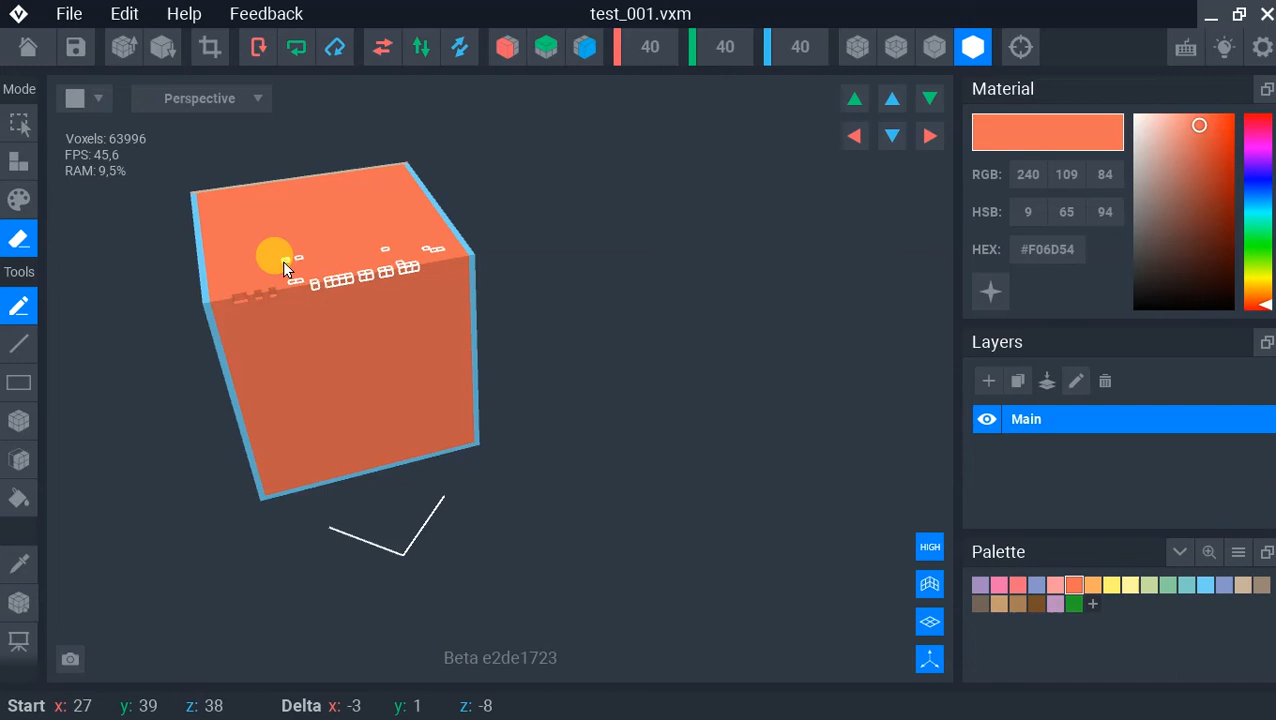 File Edit Help Feedback test_001.vxm
40 40 40
Mode
Perspective
Material
Voxels: 63996
FPS: 45,6
RAM: 9,5%
RGB: 240 109 84
HSB: 9 65 94
HEX: #F06D54
Tools
Layers
Main
HIGH
Palette
Beta e2de1723
Start x: 27 y: 39 z: 38 Delta x: -3 y: 1 z: -8